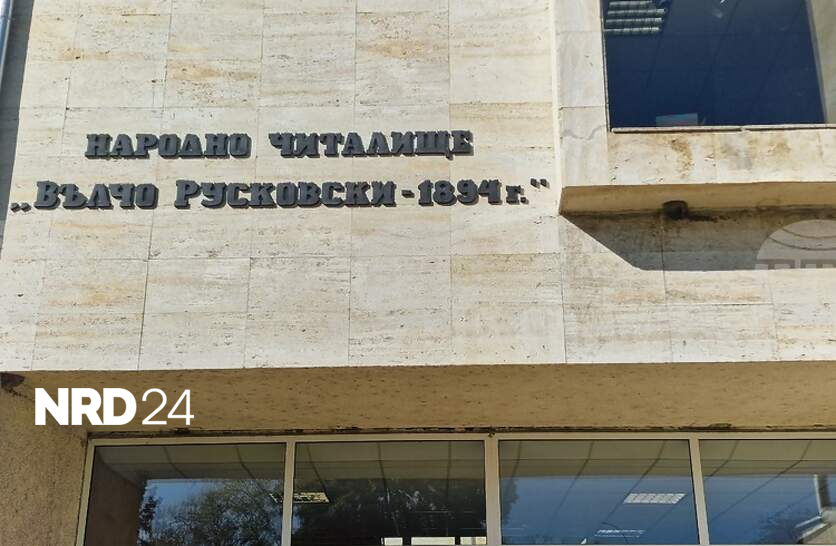 НАРОДНО ЧИТАЛИЩЕ
„ВЪЛЧО РУСКОВСКИ - 1894 г."
NRD24